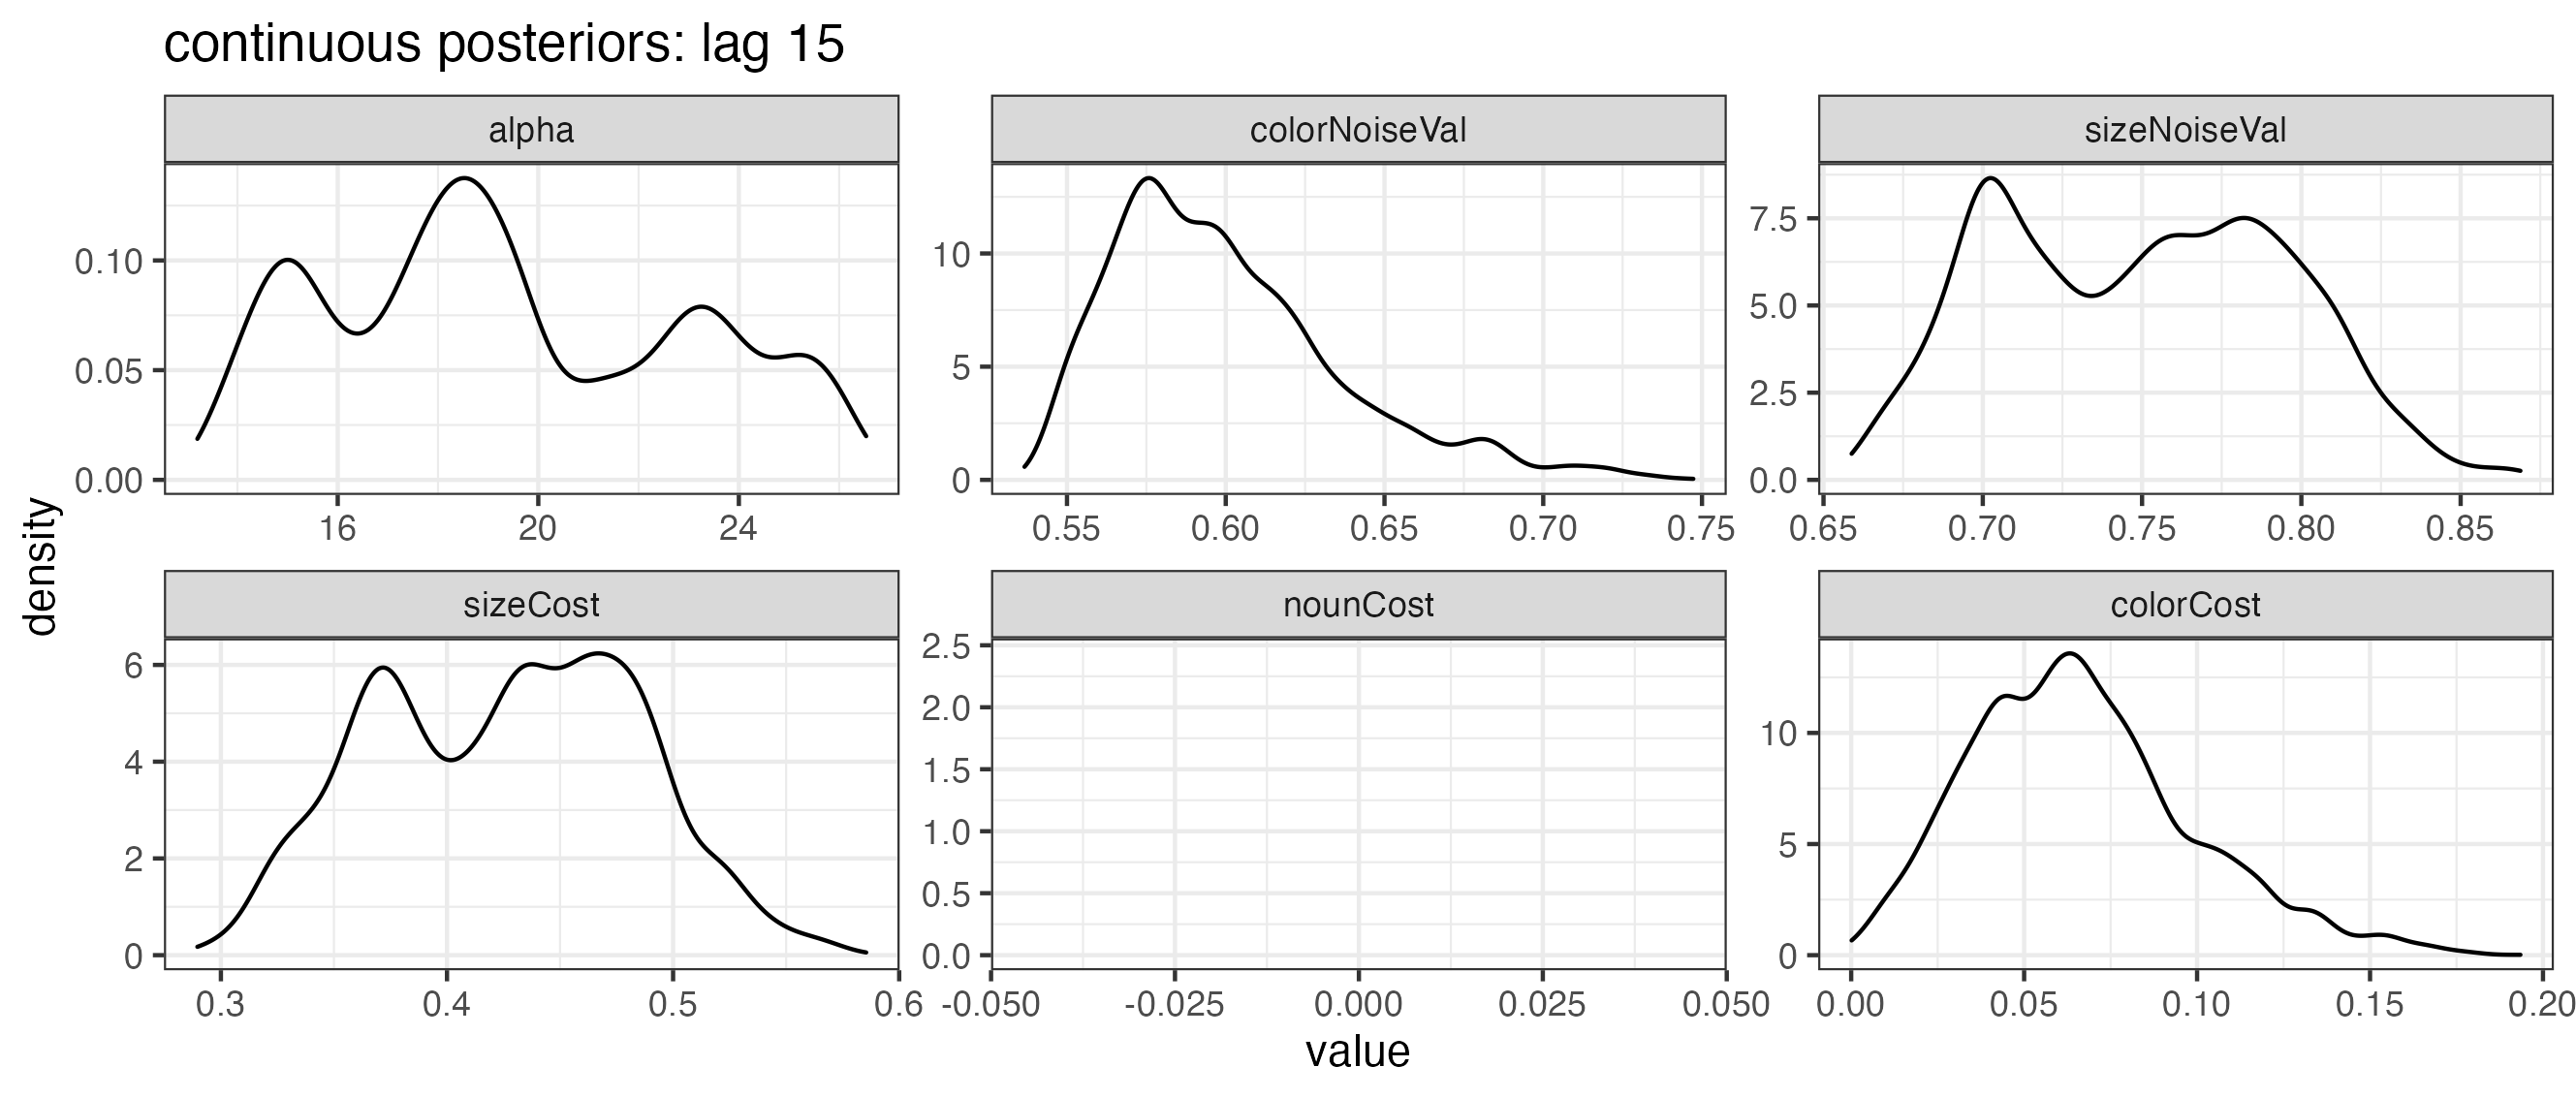 continuous posteriors: lag 15
alpha
colorNoiseVal
sizeNoiseVal
0.10
0.05
0.00
10
5
0
7.5
5.0
2.5
0.0
16 20 24
0.55 0.60 0.65 0.70 0.75
0.65 0.70 0.75 0.80 0.85
density
sizeCost
nounCost
colorCost
6
4
2
0
2.5
2.0
1.5
1.0
0.5
0.0
10
5
0
0.3 0.4 0.5 0.6
-0.050 -0.025 0.000 0.025 0.050
0.00 0.05 0.10 0.15 0.20
value